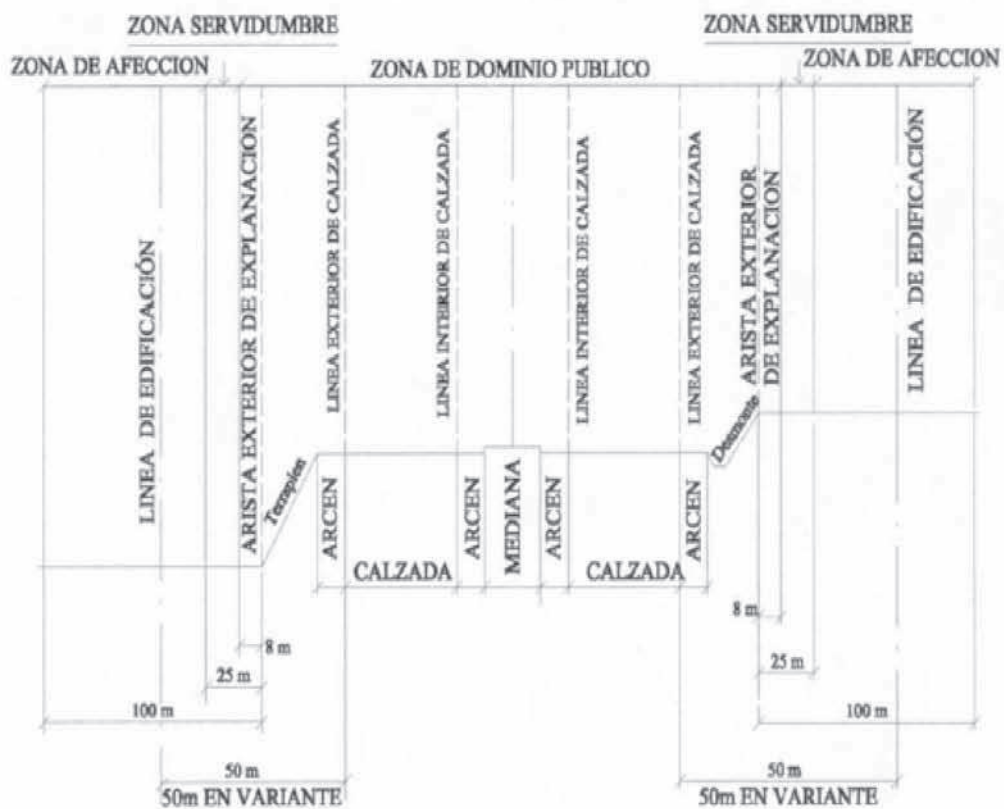 ZONA SERVIDUMBRE
ZONA SERVIDUMBRE
ZONA DE AFECCION
ZONA DE DOMINIO PUBLICO
ZONA DE AFECCION
LINEA DE EDIFICACIÓN
ARISTA EXTERIOR DE EXPLANACION
LINEA EXTERIOR DE CALZADA
LINEA INTERIOR DE CALZADA
LINEA INTERIOR DE CALZADA
LINEA EXTERIOR DE CALZADA
ARISTA EXTERIOR
DE EXPLANACION
LINEA DE EDIFICACIÓN
Terraplen
Desmonte
ARCEN
CALZADA
ARCEN
MEDIANA
ARCEN
CALZADA
ARCEN
8 m
25 m
100 m
50 m
50m EN VARIANTE
8 m
25 m
100 m
50 m
50m EN VARIANTE